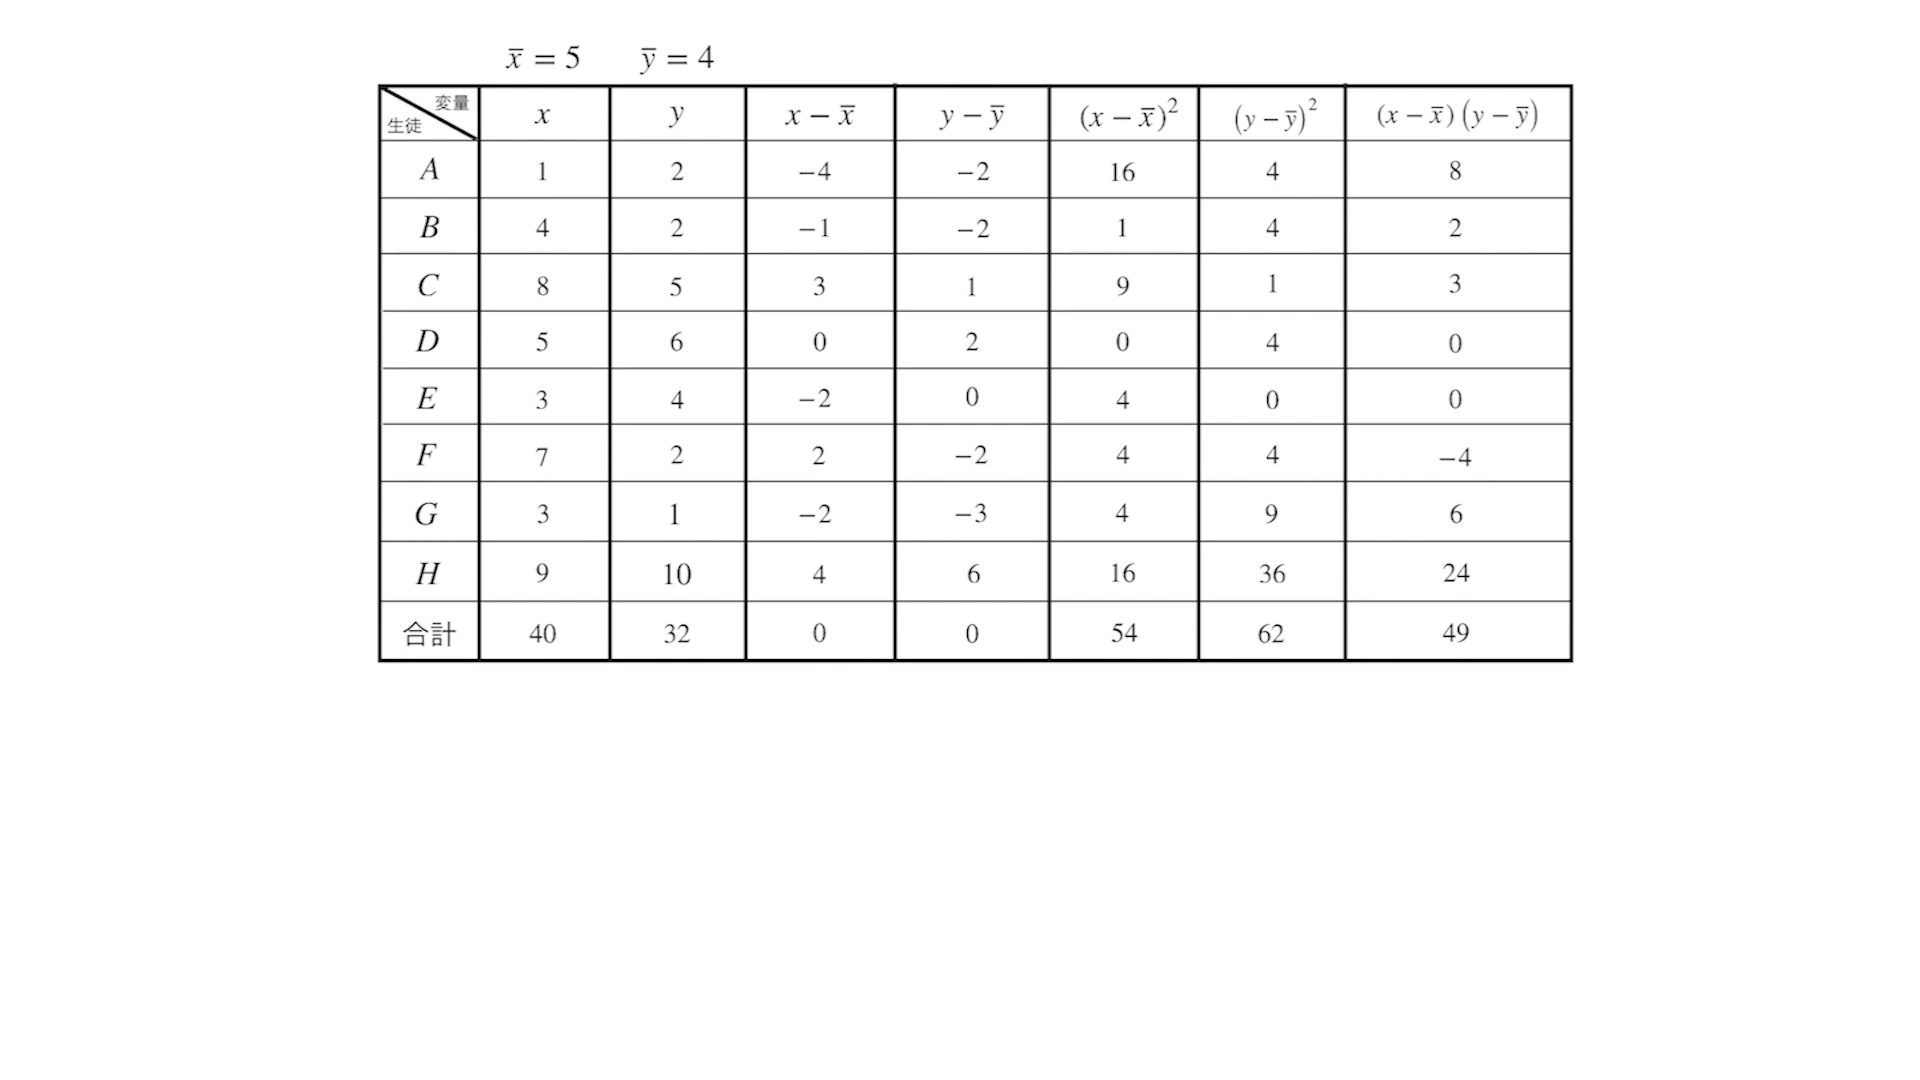 x̄ = 5 ȳ = 4
変量
生徒 x y x − x̄ y − ȳ (x − x̄)² (y − ȳ)² (x − x̄)(y − ȳ)
A 1 2 −4 −2 16 4 8
B 4 2 −1 −2 1 4 2
C 8 5 3 1 9 1 3
D 5 6 0 2 0 4 0
E 3 4 −2 0 4 0 0
F 7 2 2 −2 4 4 −4
G 3 1 −2 −3 4 9 6
H 9 10 4 6 16 36 24
合計 40 32 0 0 54 62 49